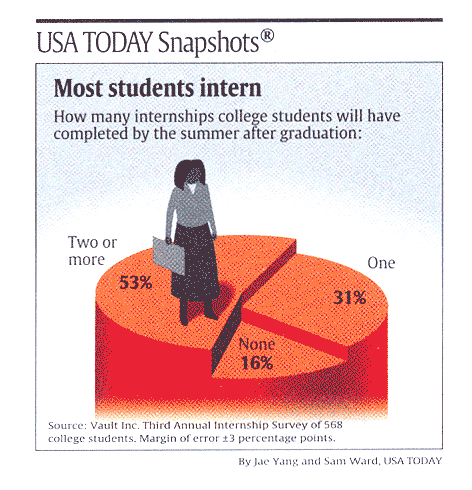 USA TODAY Snapshots®
Most students intern
How many internships college students will have
completed by the summer after graduation:
Two or
more
53%
One
31%
None
16%
Source: Vault Inc. Third Annual Internship Survey of 568
college students. Margin of error ±3 percentage points.
By Jae Yang and Sam Ward, USA TODAY